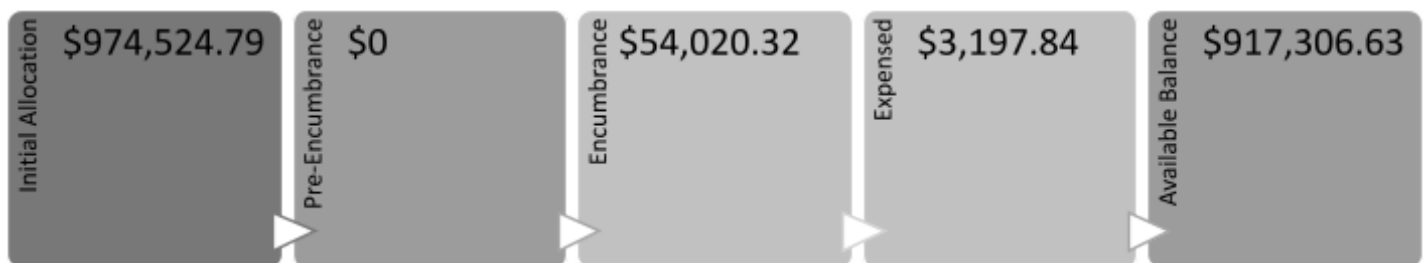 Initial Allocation
$974,524.79
Pre-Encumbrance
$0
Encumbrance
$54,020.32
Expensed
$3,197.84
Available Balance
$917,306.63